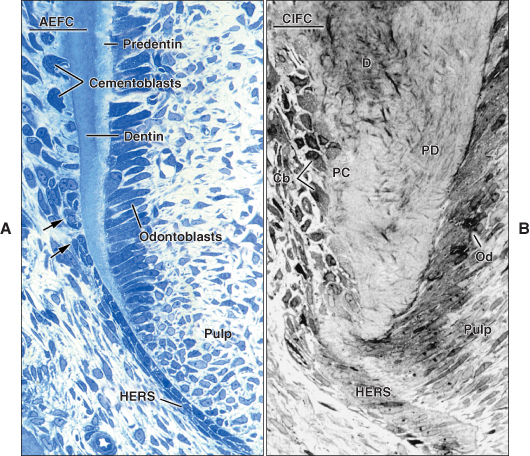 AEFC
Predentin
Cementoblasts
Dentin
Odontoblasts
Pulp
HERS
A
CIFC
D
PD
PC
Cb
Od
Pulp
HERS
B